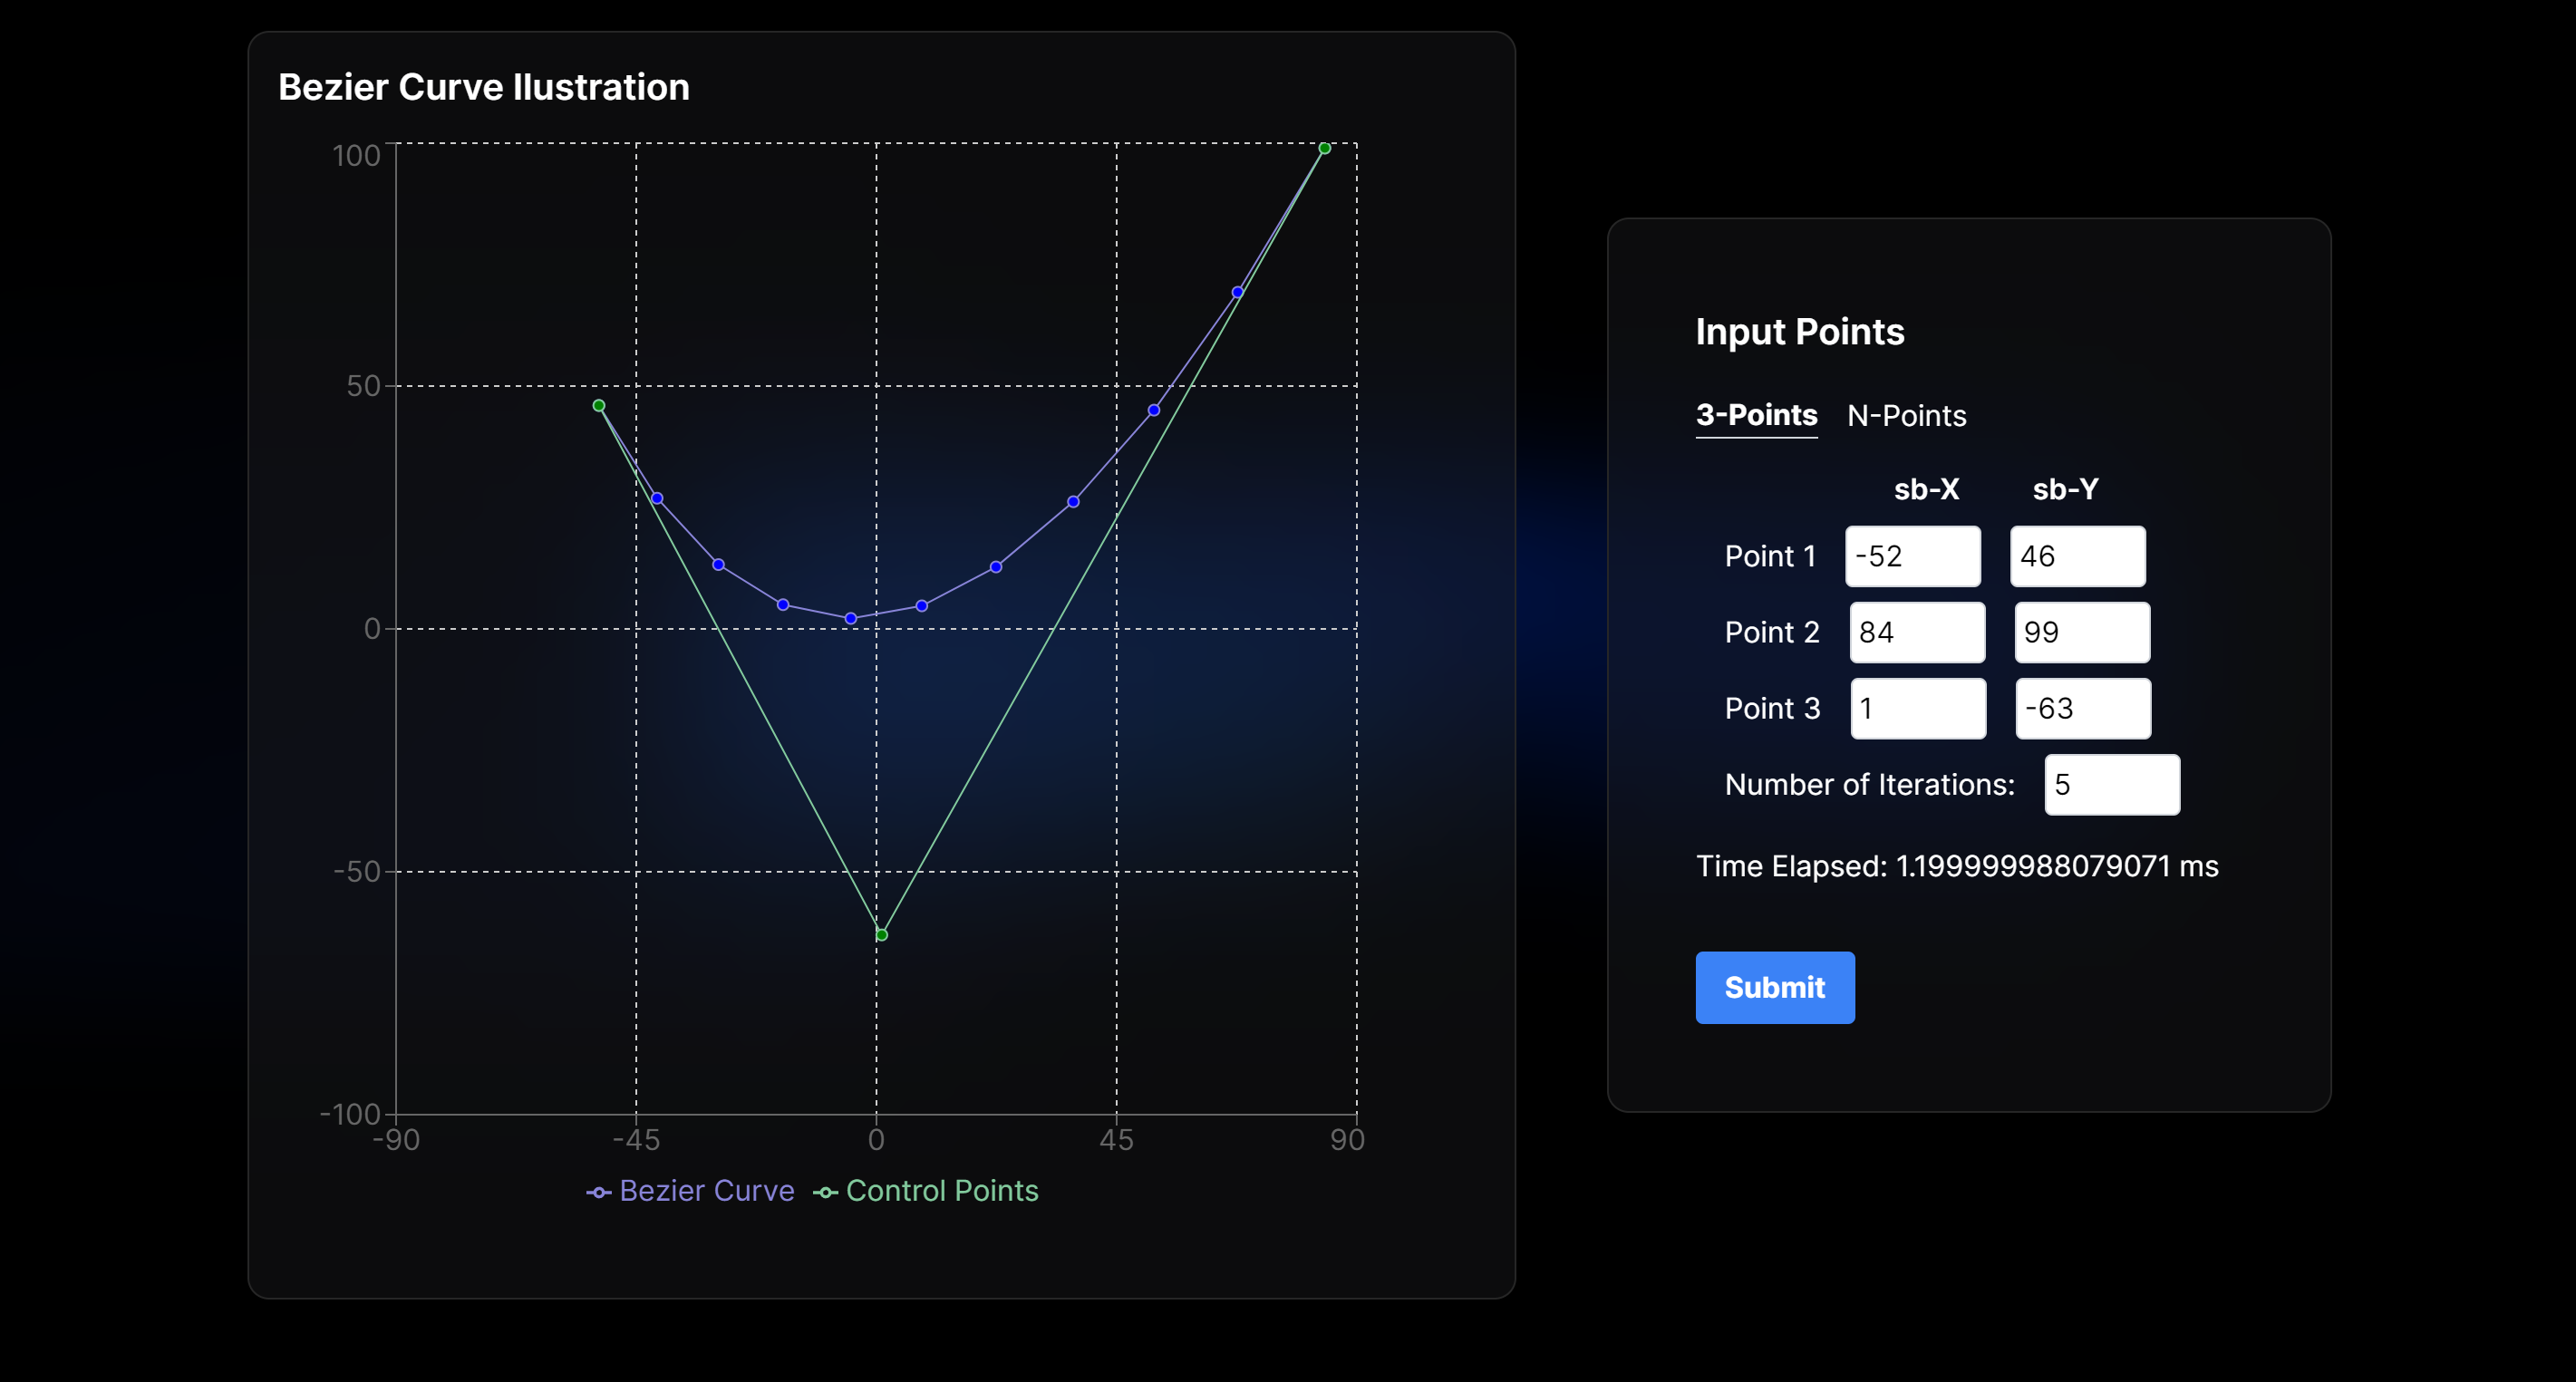 Bezier Curve Ilustration
100
50
0
-50
-100
-90 -45 0 45 90
Bezier Curve Control Points
Input Points
3-Points N-Points
sb-X sb-Y
Point 1 -52 46
Point 2 84 99
Point 3 1 -63
Number of Iterations: 5
Time Elapsed: 1.199999988079071 ms
Submit